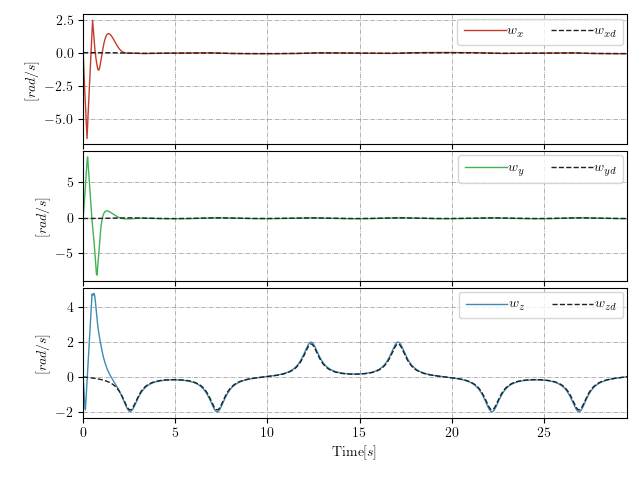 2.5
0.0
−2.5
−5.0
[rad/s]
w_x
w_xd
5
0
−5
[rad/s]
w_y
w_yd
4
2
0
−2
[rad/s]
w_z
w_zd
0 5 10 15 20 25
Time[s]